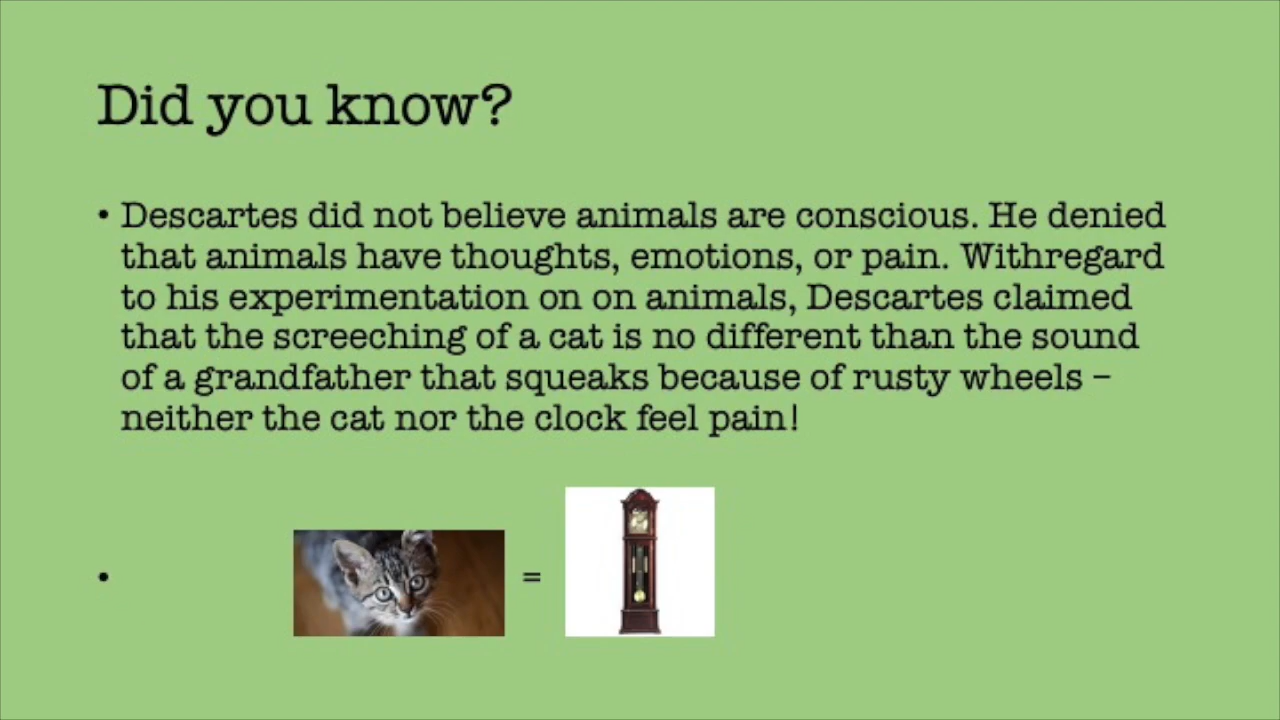 Did you know?
• Descartes did not believe animals are conscious. He denied
that animals have thoughts, emotions, or pain. Withregard
to his experimentation on on animals, Descartes claimed
that the screeching of a cat is no different than the sound
of a grandfather that squeaks because of rusty wheels –
neither the cat nor the clock feel pain!
• =